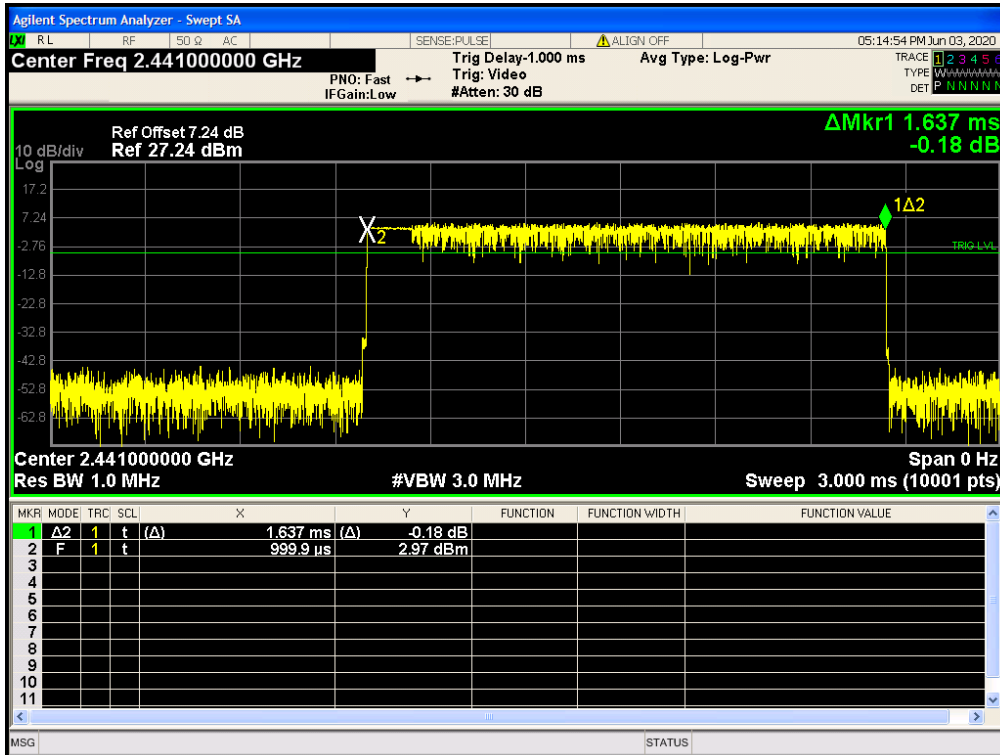 Agilent Spectrum Analyzer - Swept SA
LXI RL RF 50 Ω AC SENSE:PULSE ALIGN OFF 05:14:54 PM Jun 03, 2020
Center Freq 2.441000000 GHz
PNO: Fast
IFGain:Low
Trig Delay-1.000 ms
Trig: Video
#Atten: 30 dB
Avg Type: Log-Pwr
TRACE 1 2 3 4 5 6
TYPE W
DET P N N N N N
ΔMkr1 1.637 ms
-0.18 dB
Ref Offset 7.24 dB
10 dB/div Ref 27.24 dBm
Log
17.2
7.24
-2.76
-12.8
-22.8
-32.8
-42.8
-52.8
-62.8
X2
1Δ2
TRIG LVL
Center 2.441000000 GHz Span 0 Hz
Res BW 1.0 MHz #VBW 3.0 MHz Sweep 3.000 ms (10001 pts)
MKR MODE TRC SCL X Y FUNCTION FUNCTION WIDTH FUNCTION VALUE
1 Δ2 1 t (Δ) 1.637 ms (Δ) -0.18 dB
2 F 1 t 999.9 µs 2.97 dBm
3
4
5
6
7
8
9
10
11
MSG STATUS